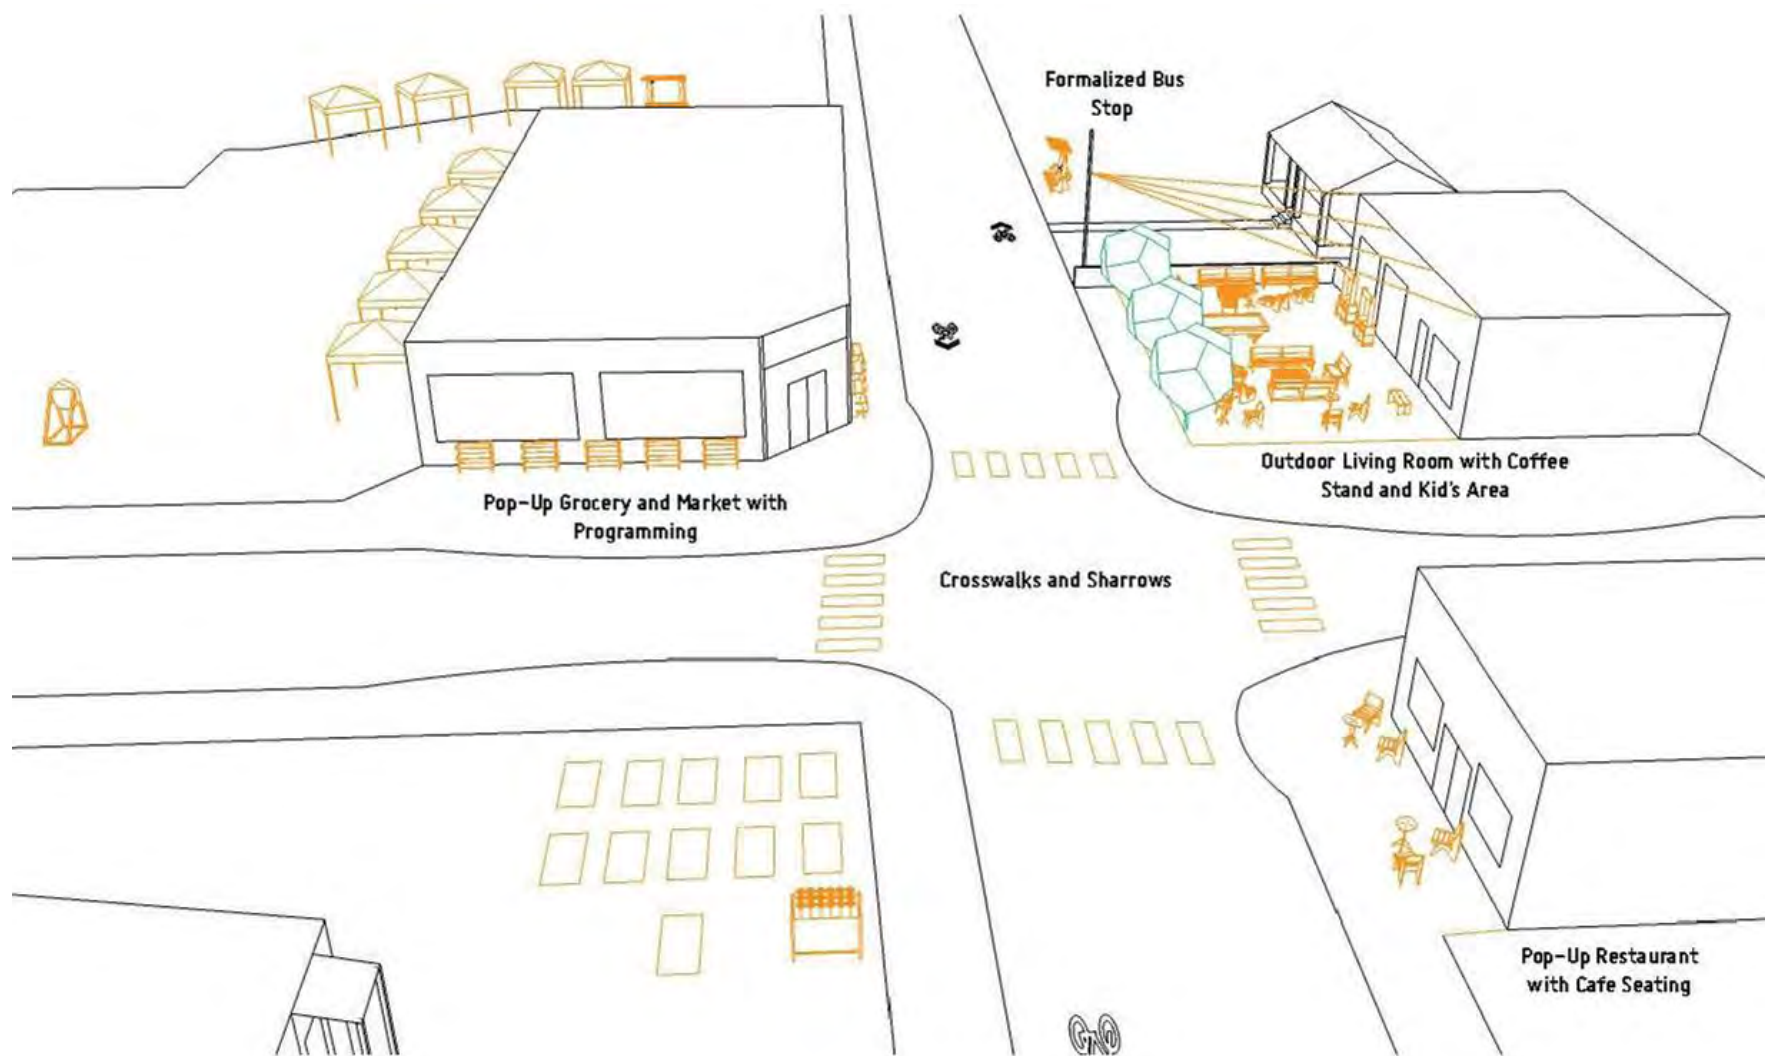 Formalized Bus
Stop
Outdoor Living Room with Coffee
Stand and Kid's Area
Pop-Up Grocery and Market with
Programming
Crosswalks and Sharrows
Pop-Up Restaurant
with Cafe Seating